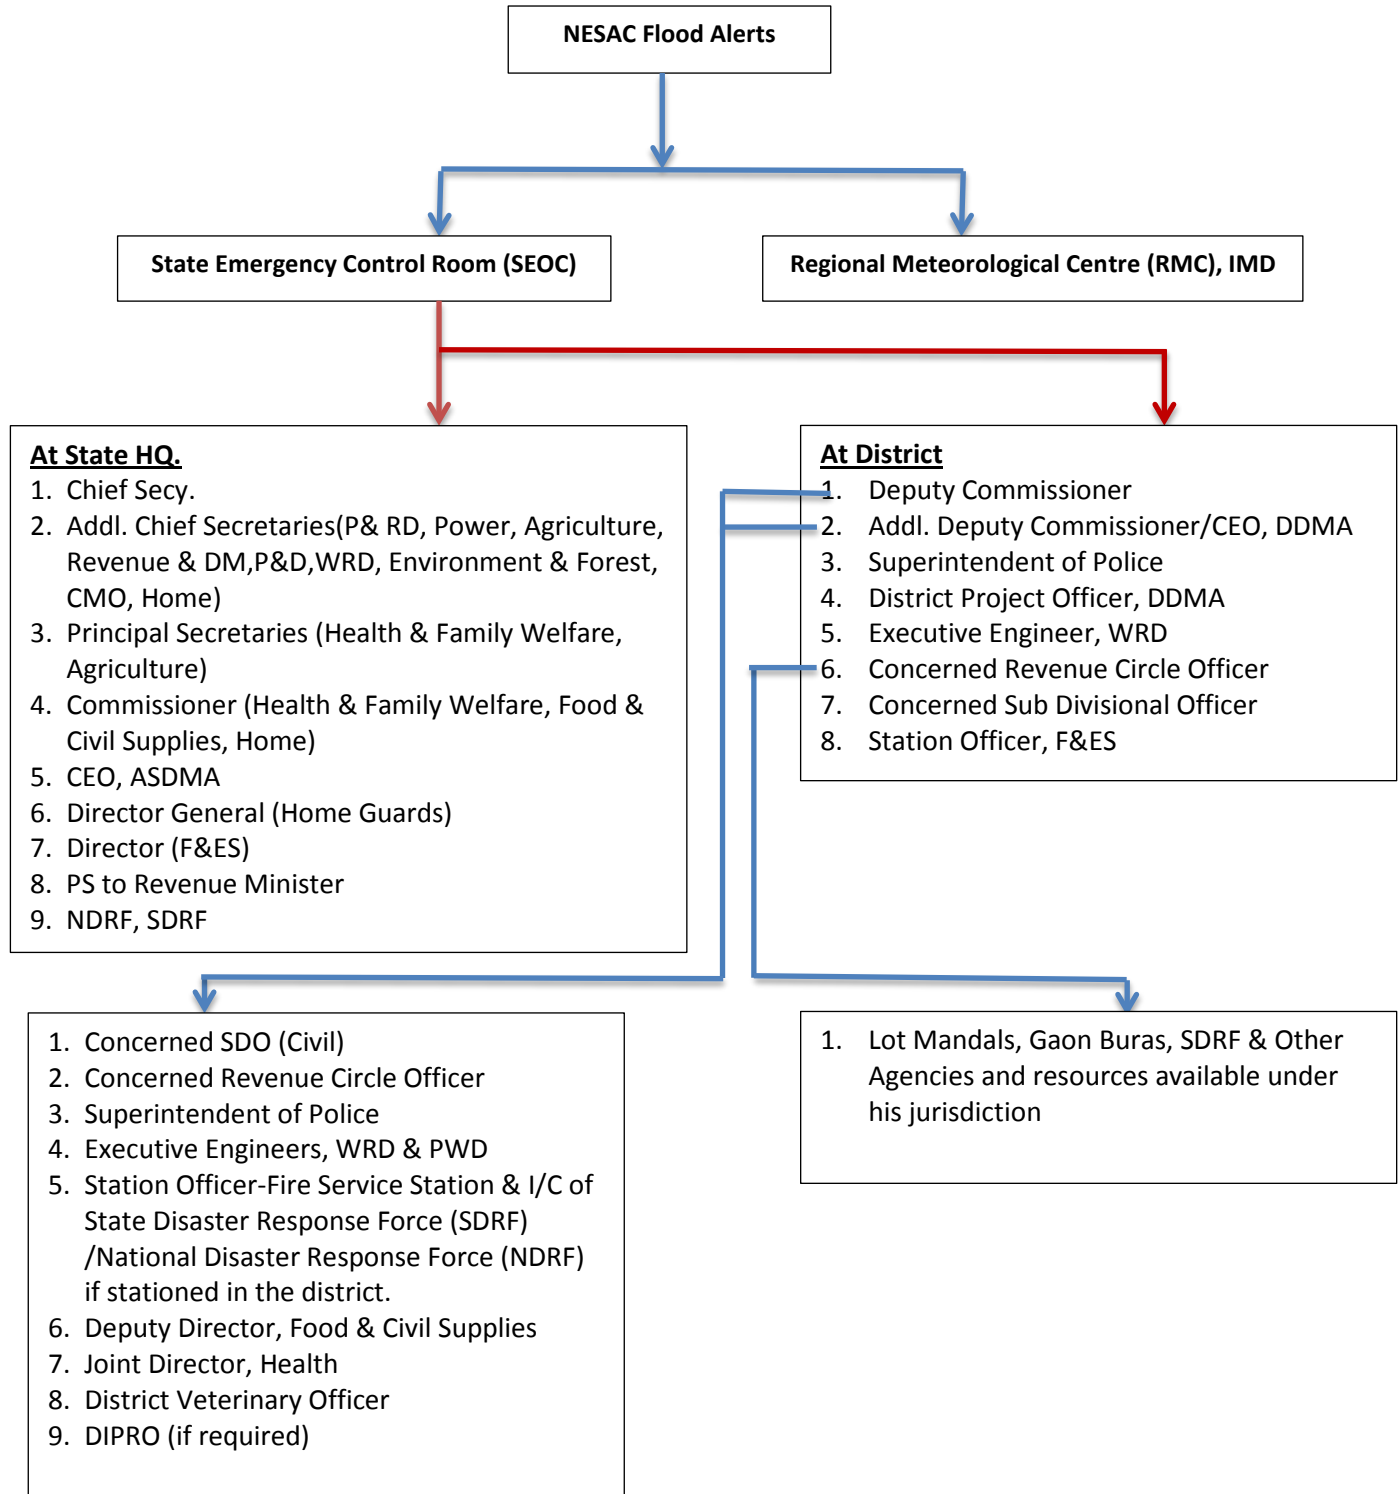 NESAC Flood Alerts
State Emergency Control Room (SEOC)
Regional Meteorological Centre (RMC), IMD
At State HQ.
1. Chief Secy.
2. Addl. Chief Secretaries(P& RD, Power, Agriculture,
Revenue & DM,P&D,WRD, Environment & Forest,
CMO, Home)
3. Principal Secretaries (Health & Family Welfare,
Agriculture)
4. Commissioner (Health & Family Welfare, Food &
Civil Supplies, Home)
5. CEO, ASDMA
6. Director General (Home Guards)
7. Director (F&ES)
8. PS to Revenue Minister
9. NDRF, SDRF
At District
1. Deputy Commissioner
2. Addl. Deputy Commissioner/CEO, DDMA
3. Superintendent of Police
4. District Project Officer, DDMA
5. Executive Engineer, WRD
6. Concerned Revenue Circle Officer
7. Concerned Sub Divisional Officer
8. Station Officer, F&ES
1. Concerned SDO (Civil)
2. Concerned Revenue Circle Officer
3. Superintendent of Police
4. Executive Engineers, WRD & PWD
5. Station Officer-Fire Service Station & I/C of
State Disaster Response Force (SDRF)
/National Disaster Response Force (NDRF)
if stationed in the district.
6. Deputy Director, Food & Civil Supplies
7. Joint Director, Health
8. District Veterinary Officer
9. DIPRO (if required)
1. Lot Mandals, Gaon Buras, SDRF & Other
Agencies and resources available under
his jurisdiction